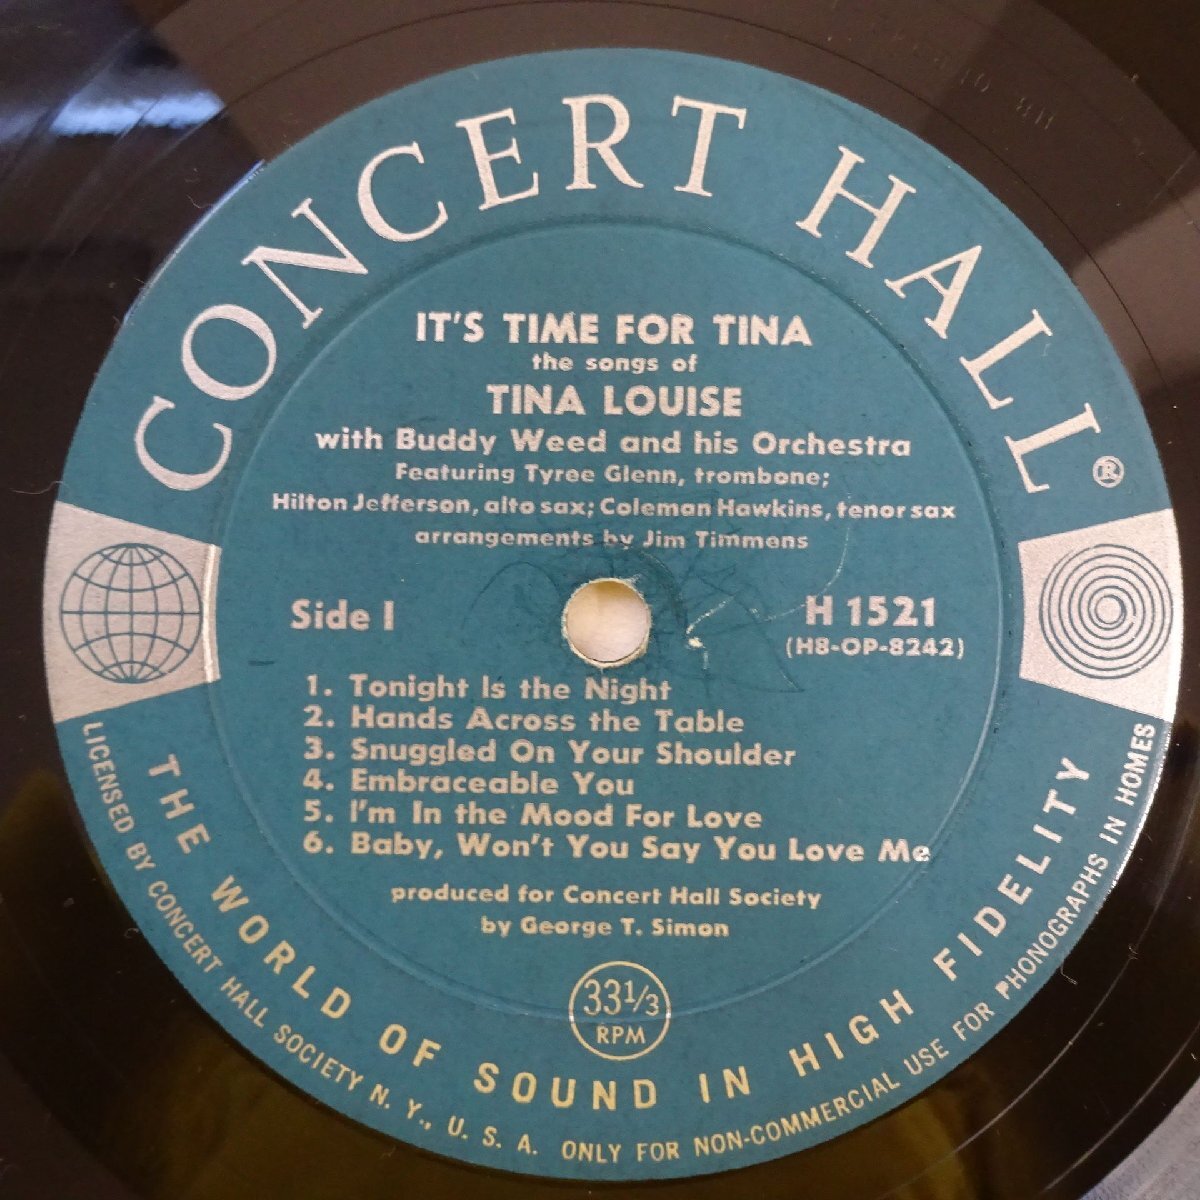 CONCERT HALL®
IT'S TIME FOR TINA
the songs of
TINA LOUISE
with Buddy Weed and his Orchestra
Featuring Tyree Glenn, trombone;
Hilton Jefferson, alto sax; Coleman Hawkins, tenor sax
arrangements by Jim Timmens
Side I
H 1521
(H8-OP-8242)
1. Tonight Is the Night
2. Hands Across the Table
3. Snuggled On Your Shoulder
4. Embraceable You
5. I'm In the Mood For Love
6. Baby, Won't You Say You Love Me
produced for Concert Hall Society
by George T. Simon
33⅓
RPM
THE WORLD OF SOUND IN HIGH FIDELITY
LICENSED BY CONCERT HALL SOCIETY N. Y., U. S. A. ONLY FOR NON-COMMERCIAL USE FOR PHONOGRAPHS IN HOMES